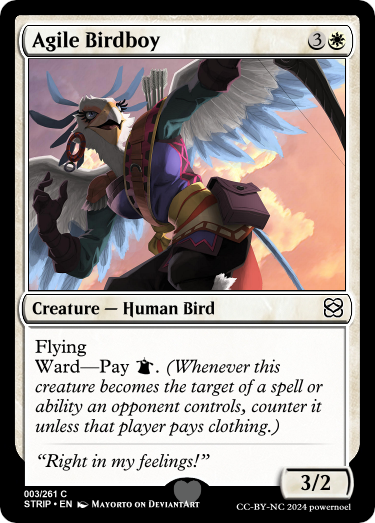 Agile Birdboy 3
Creature — Human Bird
Flying
Ward—Pay . (Whenever this
creature becomes the target of a spell or
ability an opponent controls, counter it
unless that player pays clothing.)
“Right in my feelings!”
3/2
003/261 C
STRIP • EN Mayorto on DeviantArt
CC-BY-NC 2024 powernoel